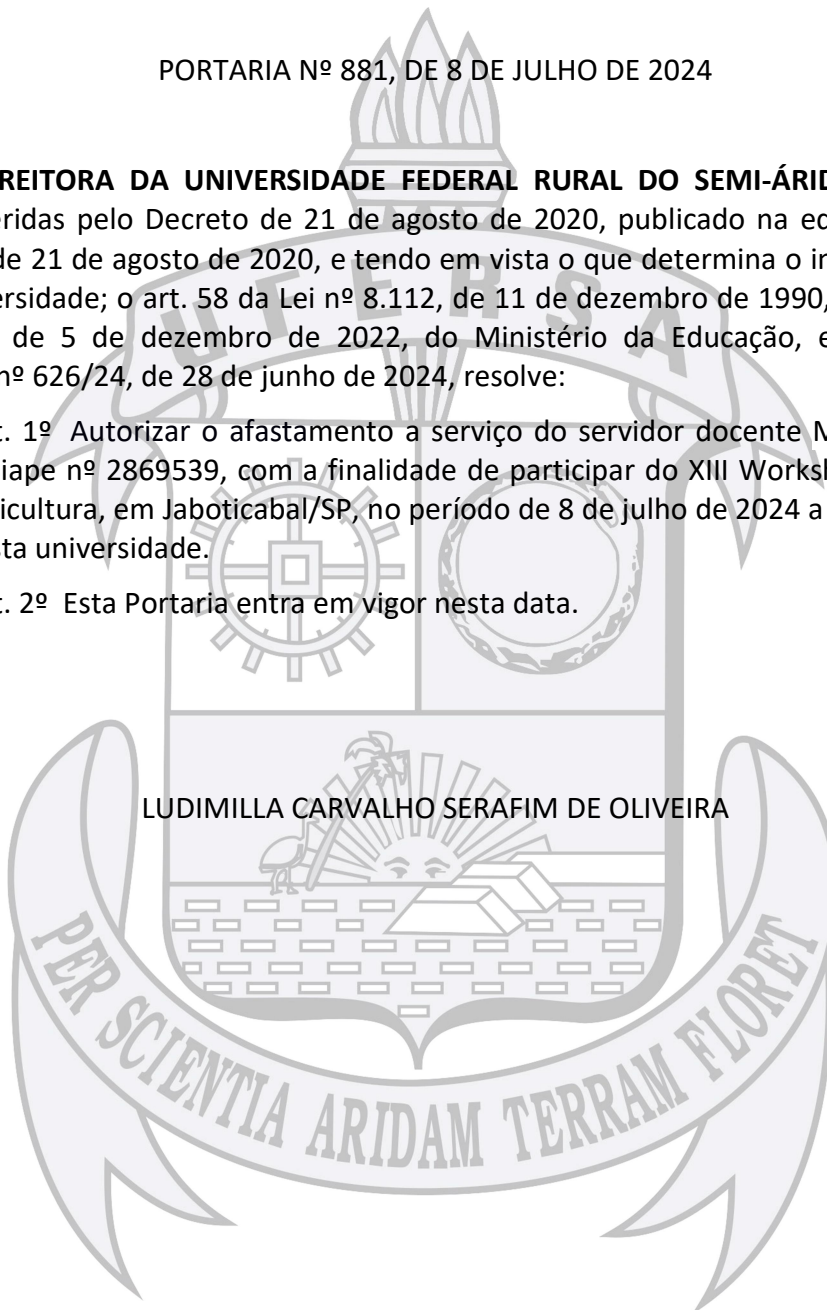 PORTARIA Nº 881, DE 8 DE JULHO DE 2024
REITORA DA UNIVERSIDADE FEDERAL RURAL DO SEMI-ÁRID
eridas pelo Decreto de 21 de agosto de 2020, publicado na ed
de 21 de agosto de 2020, e tendo em vista o que determina o in
ersidade; o art. 58 da Lei nº 8.112, de 11 de dezembro de 1990,
de 5 de dezembro de 2022, do Ministério da Educação, e
nº 626/24, de 28 de junho de 2024, resolve:
t. 1º Autorizar o afastamento a serviço do servidor docente M
iape nº 2869539, com a finalidade de participar do XIII Worksh
icultura, em Jaboticabal/SP, no período de 8 de julho de 2024 a
sta universidade.
t. 2º Esta Portaria entra em vigor nesta data.
LUDIMILLA CARVALHO SERAFIM DE OLIVEIRA
UFERSA
PER SCIENTIA ARIDAM TERRAM FLORET